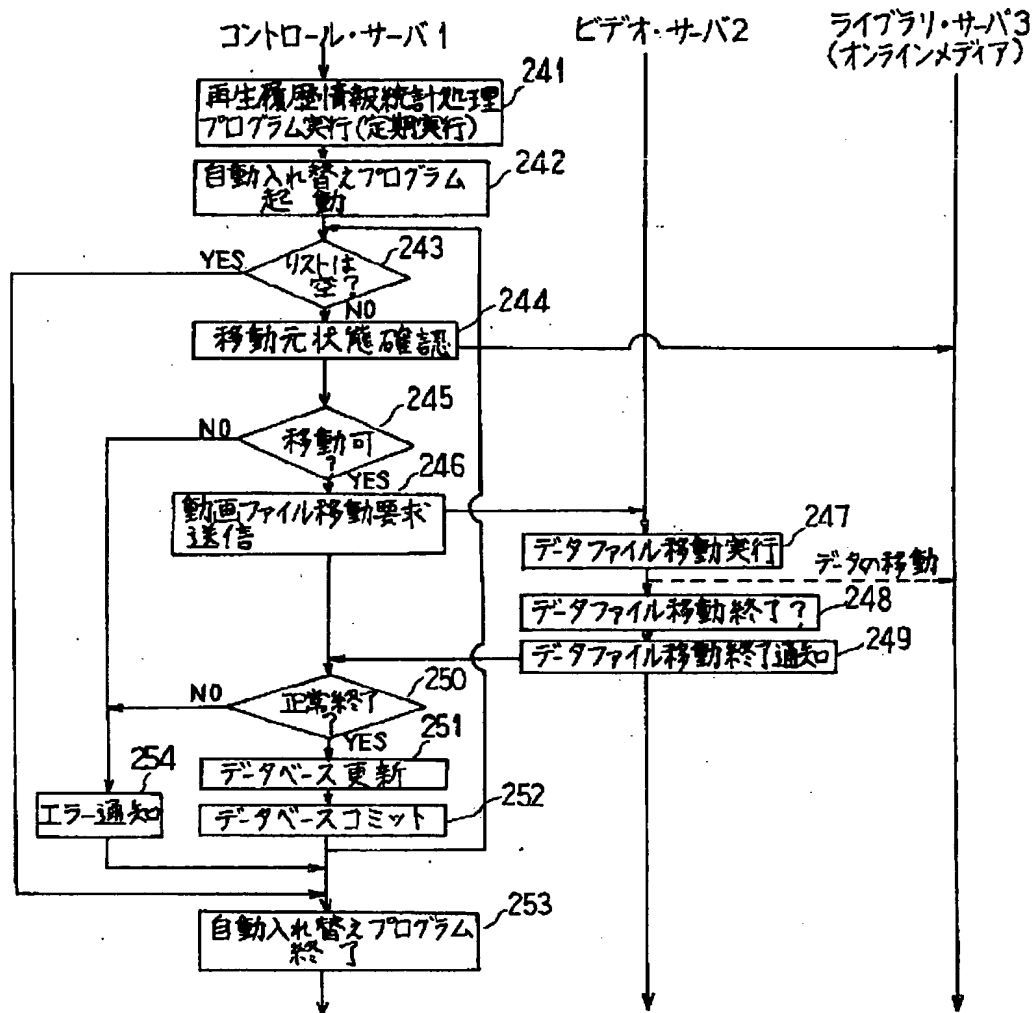 コントロール・サーバ1
ビデオ・サーバ2
ライブラリ・サーバ3
(オンラインメディア)
241
再生履歴情報統計処理
プログラム実行(定期実行)
242
自動入れ替えプログラム
起動
243
YES
リストは
空?
NO
244
移動元状態確認
245
NO
移動可
?
YES
246
動画ファイル移動要求
送信
247
データファイル移動実行
データの移動
248
データファイル移動終了?
249
データファイル移動終了通知
250
NO
正常終了
?
YES
251
データベース更新
254
エラー通知
252
データベースコミット
253
自動入れ替えプログラム
終了